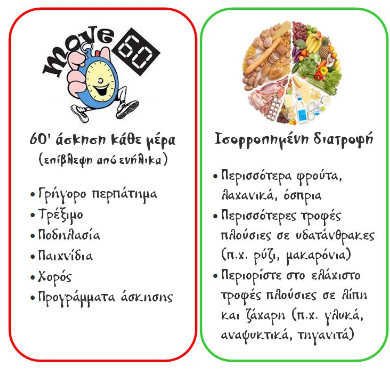 move 60
60' άσκηση κάθε μέρα
(επίβλεψη από ενήλικα)
• Γρήγορο περπάτημα
• Τρέξιμο
• Ποδηλασία
• Παιχνίδια
• Χορός
• Προγράμματα άσκησης
Ισορροπημένη διατροφή
• Περισσότερα φρούτα,
λαχανικά, όσπρια
• Περισσότερες τροφές
πλούσιες σε υδατάνθρακες
(π.χ. ρύζι, μακαρόνια)
• Περιορίστε στο ελάχιστο
τροφές πλούσιες σε λίπη
και ζάχαρη (π.χ. γλυκά,
αναψυκτικά, τηγανιτά)